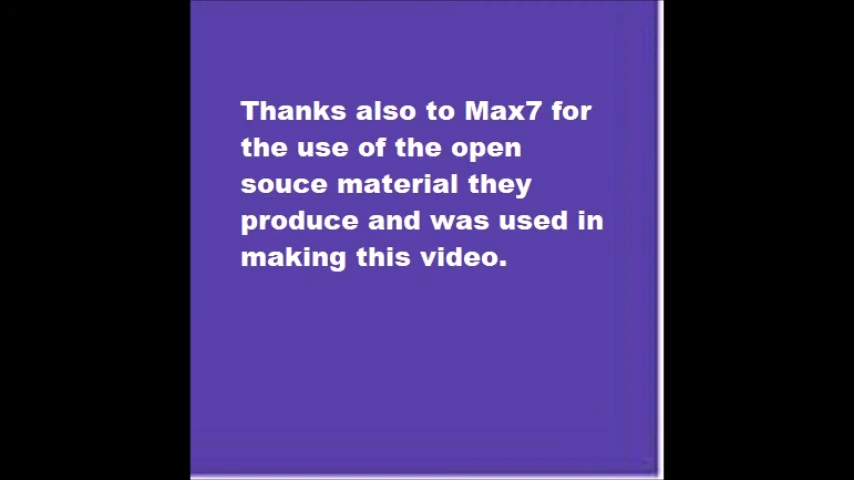 Thanks also to Max7 for
the use of the open
souce material they
produce and was used in
making this video.